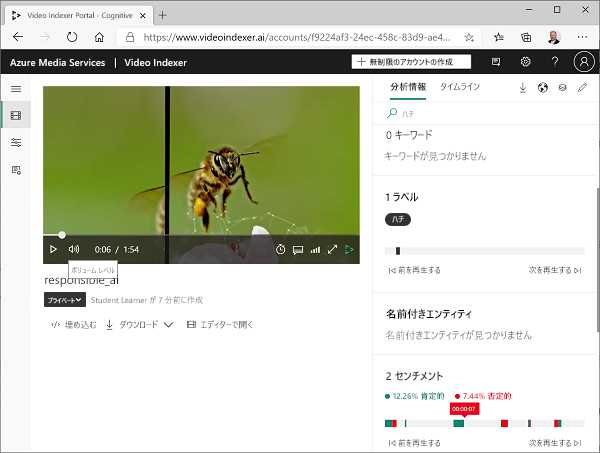 Video Indexer Portal - Cognitive
https://www.videoindexer.ai/accounts/f9224af3-24ec-458c-83d9-ae4...
Azure Media Services | Video Indexer
無制限のアカウントの作成
分析情報 タイムライン
ハチ
0 キーワード
キーワードが見つかりません
1 ラベル
ハチ
前を再生する 次を再生する
0:06 / 1:54
ボリューム レベル
responsible_ai
プライベート Student Learner が 7 分前に作成
埋め込む ダウンロード エディターで開く
名前付きエンティティ
名前付きエンティティが見つかりません
2 センチメント
12.26% 肯定的 7.44% 否定的
00:00:07
前を再生する 次を再生する